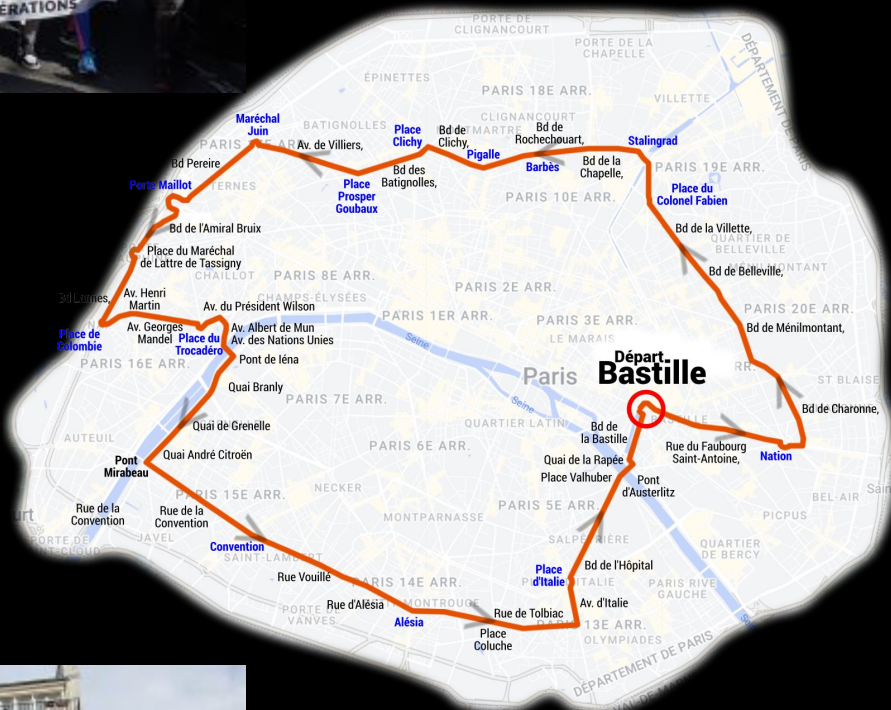 ÉRATIONS
PORTE DE
CLIGNANCOURT
PORTE DE LA
CHAPELLE
DÉPARTEMENT DE PARIS
ÉPINETTES
PARIS 18E ARR.
VILLETTE
Maréchal
Juin
BATIGNOLLES
CLIGNANCOURT
Place
Clichy
Bd de
Clichy,
Bd de
Rochechouart,
Stalingrad
Av. de Villiers,
Pigalle
Bd Pereire
Barbès
Bd de la
Chapelle,
PARIS 19E ARR.
Porte Maillot
TERNES
Place
Prosper
Goubaux
Bd des
Batignolles,
PARIS 10E ARR.
Place du
Colonel Fabien
Bd de l'Amiral Bruix
Bd de la Villette,
QUARTIER DE
BELLEVILLE
Place du Maréchal
de Lattre de Tassigny
MÉNILMONTANT
CHAILLOT
PARIS 8E ARR.
Bd de Belleville,
PARIS 2E ARR.
Bd Lannes,
Av. Henri
Martin
CHAMPS-ÉLYSÉES
Av. du Président Wilson
PARIS 1ER ARR.
PARIS 3E ARR.
PARIS 20E ARR.
Place de
Colombie
Av. Georges
Mandel
Place du
Trocadéro
Av. Albert de Mun
Av. des Nations Unies
Seine
LE MARAIS
Bd de Ménilmontant,
PARIS 16E ARR.
Pont de Iéna
Départ
Bastille
Paris
ST BLAISE
Quai Branly
PARIS 7E ARR.
Seine
Bd de Charonne,
Quai de Grenelle
QUARTIER LATIN
Bd de
la Bastille
AUTEUIL
PARIS 6E ARR.
Rue du Faubourg
Saint-Antoine,
Nation
Pont
Mirabeau
Quai André Citroën
Quai de la Rapée
Place Valhuber
Pont
d'Austerlitz
PARIS 15E ARR.
NECKER
BEL-AIR
PARIS 5E ARR.
Rue de la
Convention
Rue de la
Convention
MONTPARNASSE
PICPUS
JAVEL
Convention
QUARTIER
DE BERCY
Rue Vouillé
PARIS 14E ARR.
Place
d'Italie
Bd de l'Hôpital
PARIS RIVE
GAUCHE
Rue d'Alésia
Av. d'Italie
PORTE DE
VANVES
Alésia
Rue de Tolbiac
13E ARR.
Place
Coluche
OLYMPIADES
DÉPARTEMENT DE PARIS